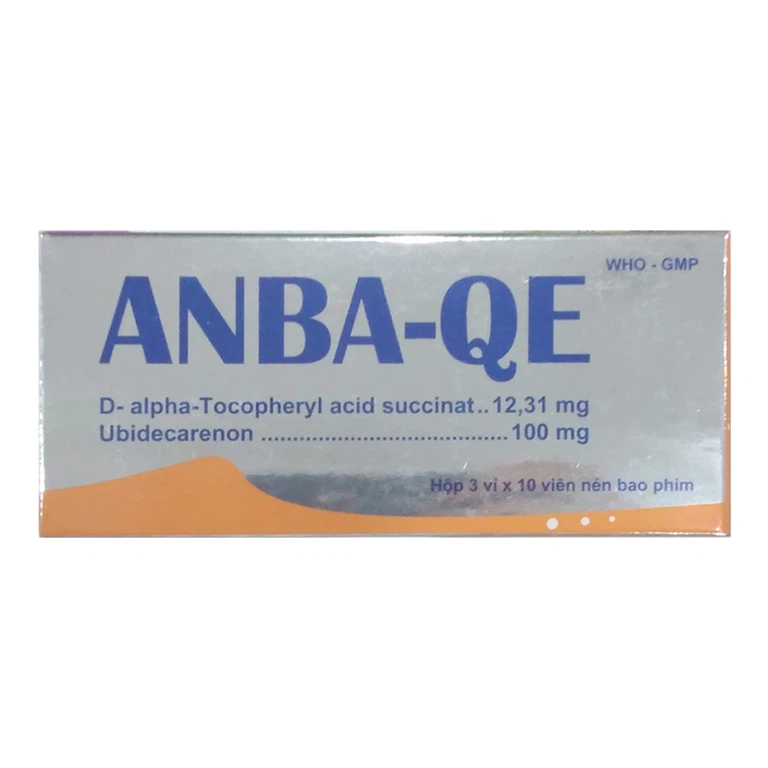 WHO - GMP
ANBA-QE
D- alpha-Tocopheryl acid succinat..12,31 mg
Ubidecarenon .......................................100 mg
Hộp 3 vỉ x 10 viên nén bao phim